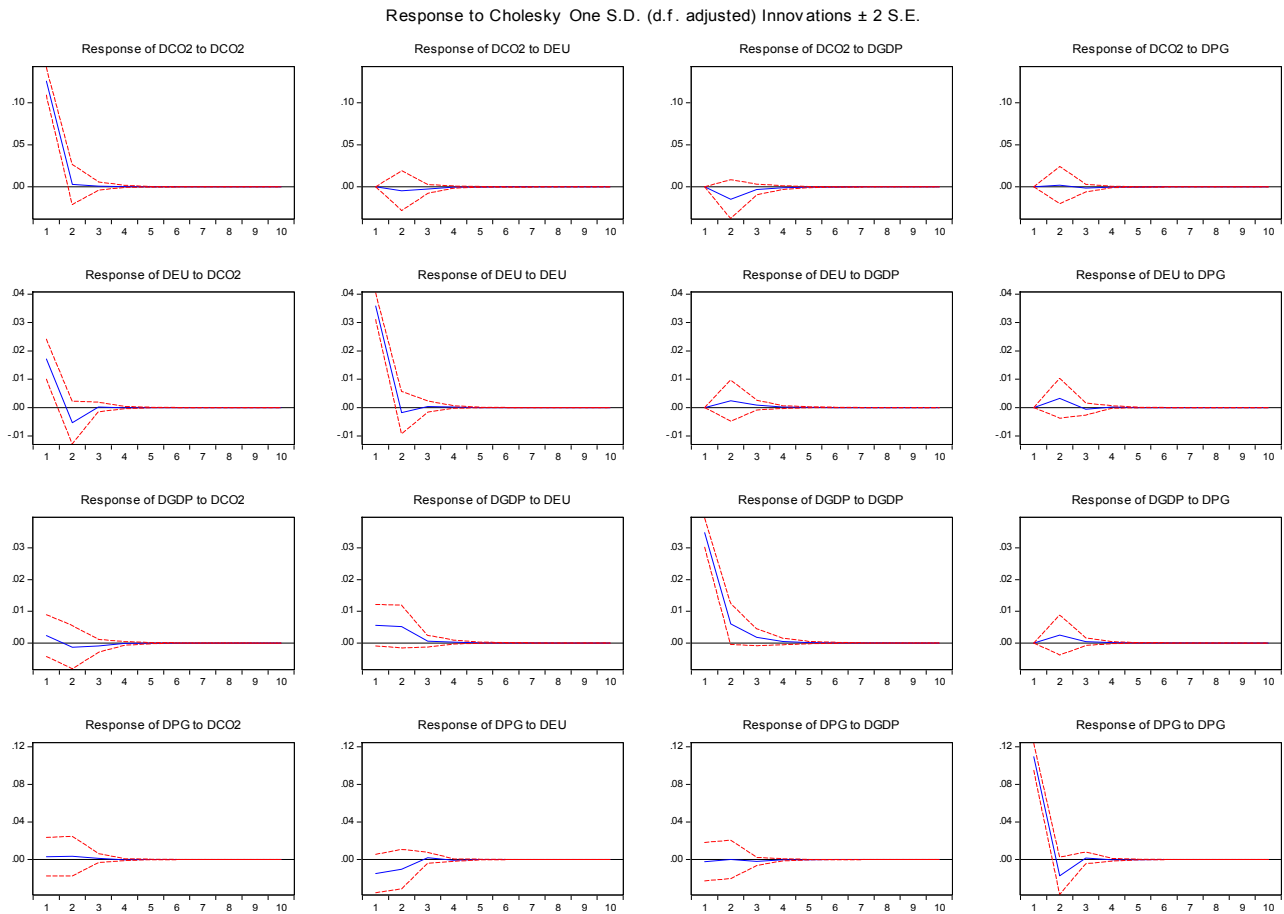 Response to Cholesky One S.D. (d.f. adjusted) Innovations ± 2 S.E.
Response of DCO2 to DCO2
.10
.05
.00
1 2 3 4 5 6 7 8 9 10
Response of DCO2 to DEU
.10
.05
.00
1 2 3 4 5 6 7 8 9 10
Response of DCO2 to DGDP
.10
.05
.00
1 2 3 4 5 6 7 8 9 10
Response of DCO2 to DPG
.10
.05
.00
1 2 3 4 5 6 7 8 9 10
Response of DEU to DCO2
.04
.03
.02
.01
.00
-.01
1 2 3 4 5 6 7 8 9 10
Response of DEU to DEU
.04
.03
.02
.01
.00
-.01
1 2 3 4 5 6 7 8 9 10
Response of DEU to DGDP
.04
.03
.02
.01
.00
-.01
1 2 3 4 5 6 7 8 9 10
Response of DEU to DPG
.04
.03
.02
.01
.00
-.01
1 2 3 4 5 6 7 8 9 10
Response of DGDP to DCO2
.03
.02
.01
.00
1 2 3 4 5 6 7 8 9 10
Response of DGDP to DEU
.03
.02
.01
.00
1 2 3 4 5 6 7 8 9 10
Response of DGDP to DGDP
.03
.02
.01
.00
1 2 3 4 5 6 7 8 9 10
Response of DGDP to DPG
.03
.02
.01
.00
1 2 3 4 5 6 7 8 9 10
Response of DPG to DCO2
.12
.08
.04
.00
1 2 3 4 5 6 7 8 9 10
Response of DPG to DEU
.12
.08
.04
.00
1 2 3 4 5 6 7 8 9 10
Response of DPG to DGDP
.12
.08
.04
.00
1 2 3 4 5 6 7 8 9 10
Response of DPG to DPG
.12
.08
.04
.00
1 2 3 4 5 6 7 8 9 10